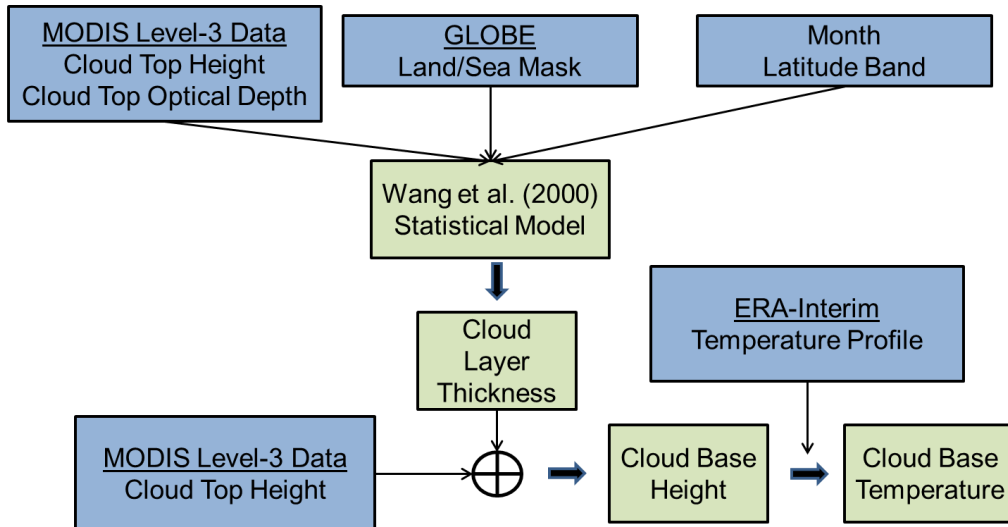 MODIS Level-3 Data
Cloud Top Height
Cloud Top Optical Depth
GLOBE
Land/Sea Mask
Month
Latitude Band
Wang et al. (2000)
Statistical Model
Cloud
Layer
Thickness
ERA-Interim
Temperature Profile
MODIS Level-3 Data
Cloud Top Height
Cloud Base
Height
Cloud Base
Temperature